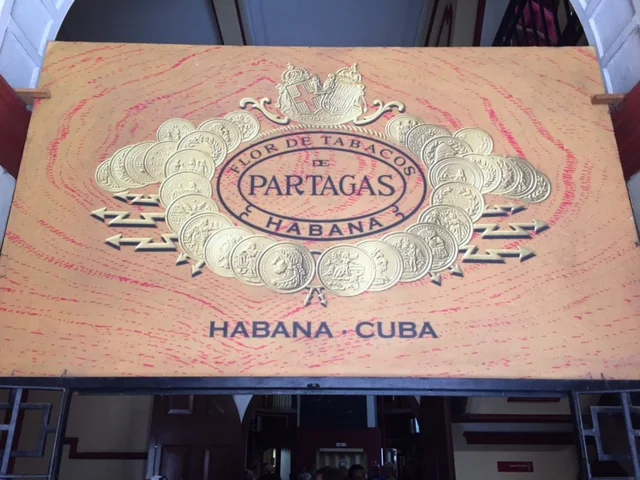 FLOR DE TABACOS
DE
PARTAGAS
HABANA
HABANA · CUBA